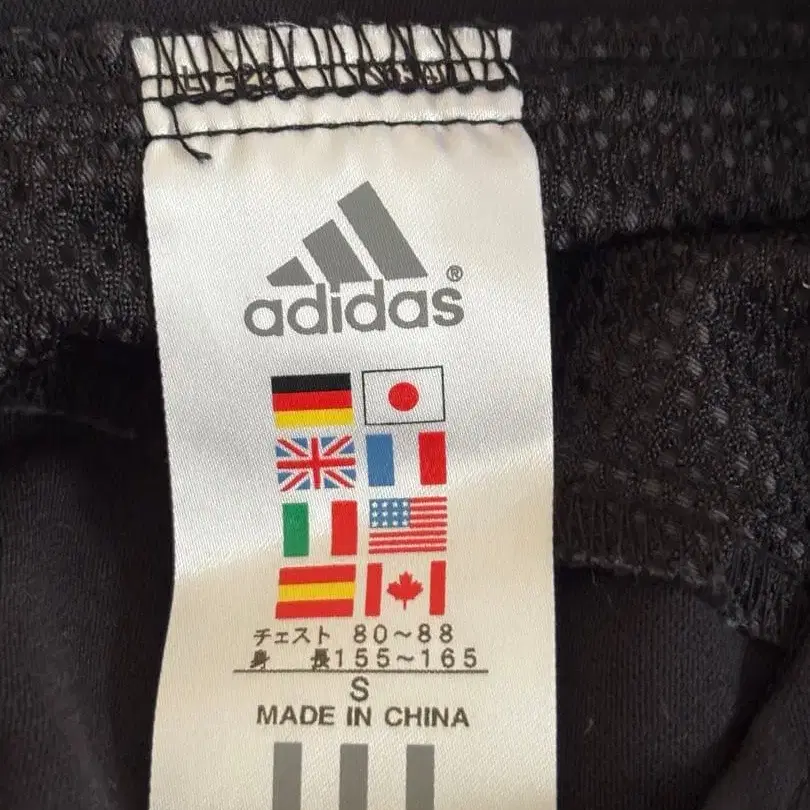 adidas®
チェスト 80～88
身 長155～165
S
MADE IN CHINA